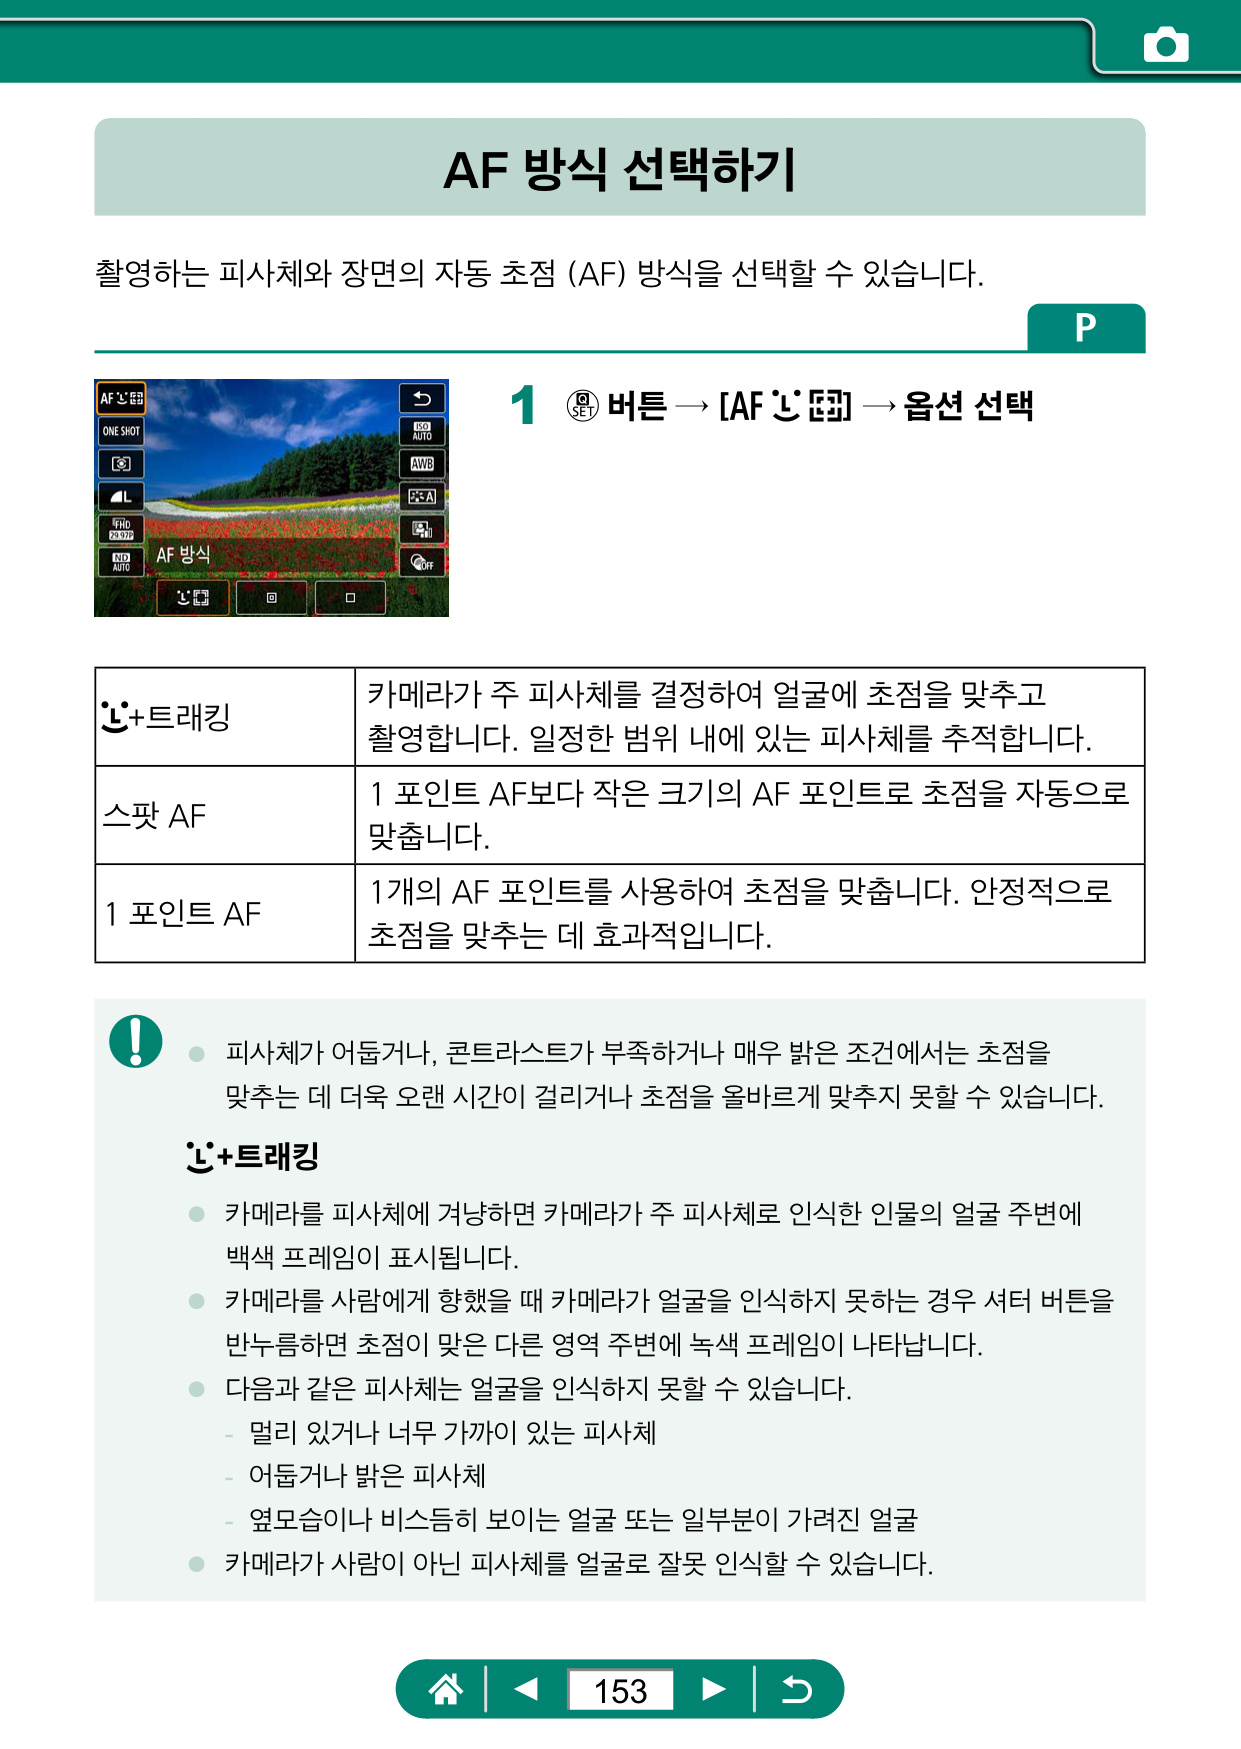 AF 방식 선택하기
촬영하는 피사체와 장면의 자동 초점 (AF) 방식을 선택할 수 있습니다.
P
AF
ONE SHOT
L
FHD
29.97P
ND
AUTO
AF 방식
ISO
AUTO
AWB
A
OFF
1 Q SET 버튼 → [AF] → 옵션 선택
+트래킹
카메라가 주 피사체를 결정하여 얼굴에 초점을 맞추고
촬영합니다. 일정한 범위 내에 있는 피사체를 추적합니다.
스팟 AF
1 포인트 AF보다 작은 크기의 AF 포인트로 초점을 자동으로
맞춥니다.
1 포인트 AF
1개의 AF 포인트를 사용하여 초점을 맞춥니다. 안정적으로
초점을 맞추는 데 효과적입니다.
● 피사체가 어둡거나, 콘트라스트가 부족하거나 매우 밝은 조건에서는 초점을
맞추는 데 더욱 오랜 시간이 걸리거나 초점을 올바르게 맞추지 못할 수 있습니다.
+트래킹
● 카메라를 피사체에 겨냥하면 카메라가 주 피사체로 인식한 인물의 얼굴 주변에
백색 프레임이 표시됩니다.
● 카메라를 사람에게 향했을 때 카메라가 얼굴을 인식하지 못하는 경우 셔터 버튼을
반누름하면 초점이 맞은 다른 영역 주변에 녹색 프레임이 나타납니다.
● 다음과 같은 피사체는 얼굴을 인식하지 못할 수 있습니다.
- 멀리 있거나 너무 가까이 있는 피사체
- 어둡거나 밝은 피사체
- 옆모습이나 비스듬히 보이는 얼굴 또는 일부분이 가려진 얼굴
● 카메라가 사람이 아닌 피사체를 얼굴로 잘못 인식할 수 있습니다.
153